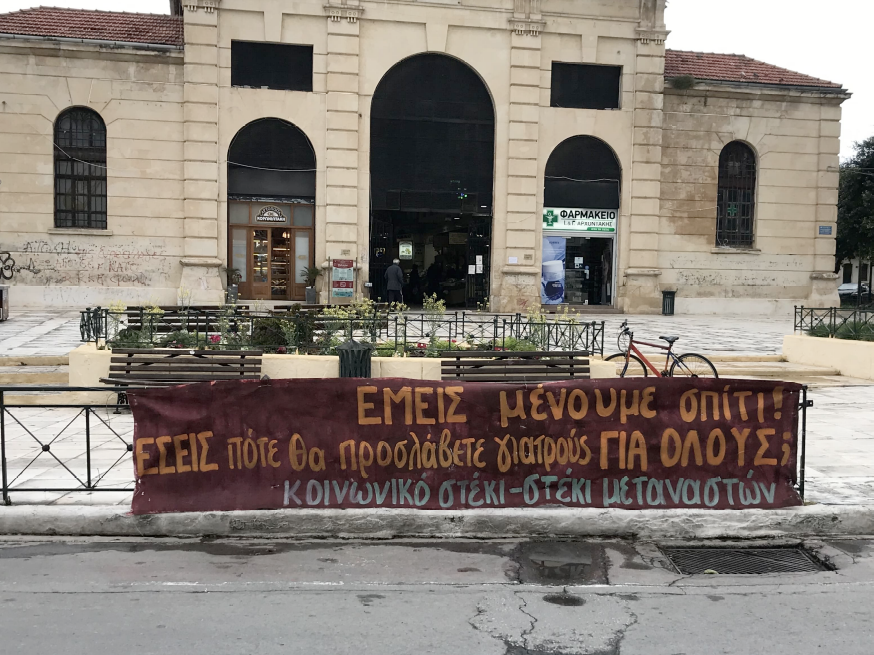 ΦΑΡΜΑΚΕΙΟ
ΕΜΕΙΣ μένουμε σπίτι!
ΕΣΕΙΣ πότε θα προσλάβετε γιατρούς ΓΙΑ ΟΛΟΥΣ;
κοινωνικό στέκι-στέκι μεταναστών